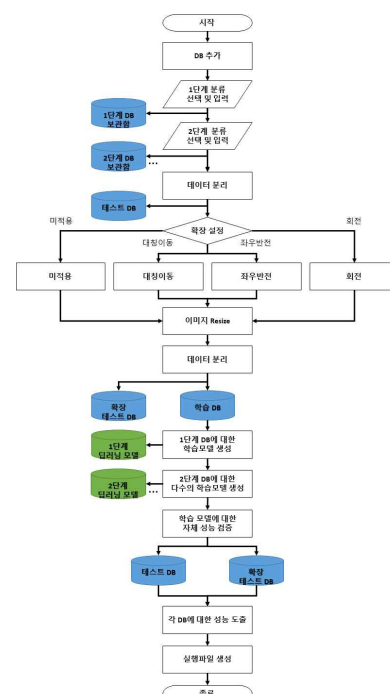 시작
DB 추가
1단계 분류
선택 및 입력
1단계 DB
보관함
2단계 분류
선택 및 입력
2단계 DB
보관함
...
데이터 분리
테스트 DB
확장 설정
미적용
대칭이동
좌우반전
회전
미적용
대칭이동
좌우반전
회전
이미지 Resize
데이터 분리
확장
테스트 DB
학습 DB
1단계
딥러닝 모델
1단계 DB에 대한
학습모델 생성
2단계
딥러닝 모델
...
2단계 DB에 대한
다수의 학습모델 생성
학습 모델에 대한
자체 성능 검증
테스트 DB
확장
테스트 DB
각 DB에 대한 성능 도출
실행파일 생성
종료